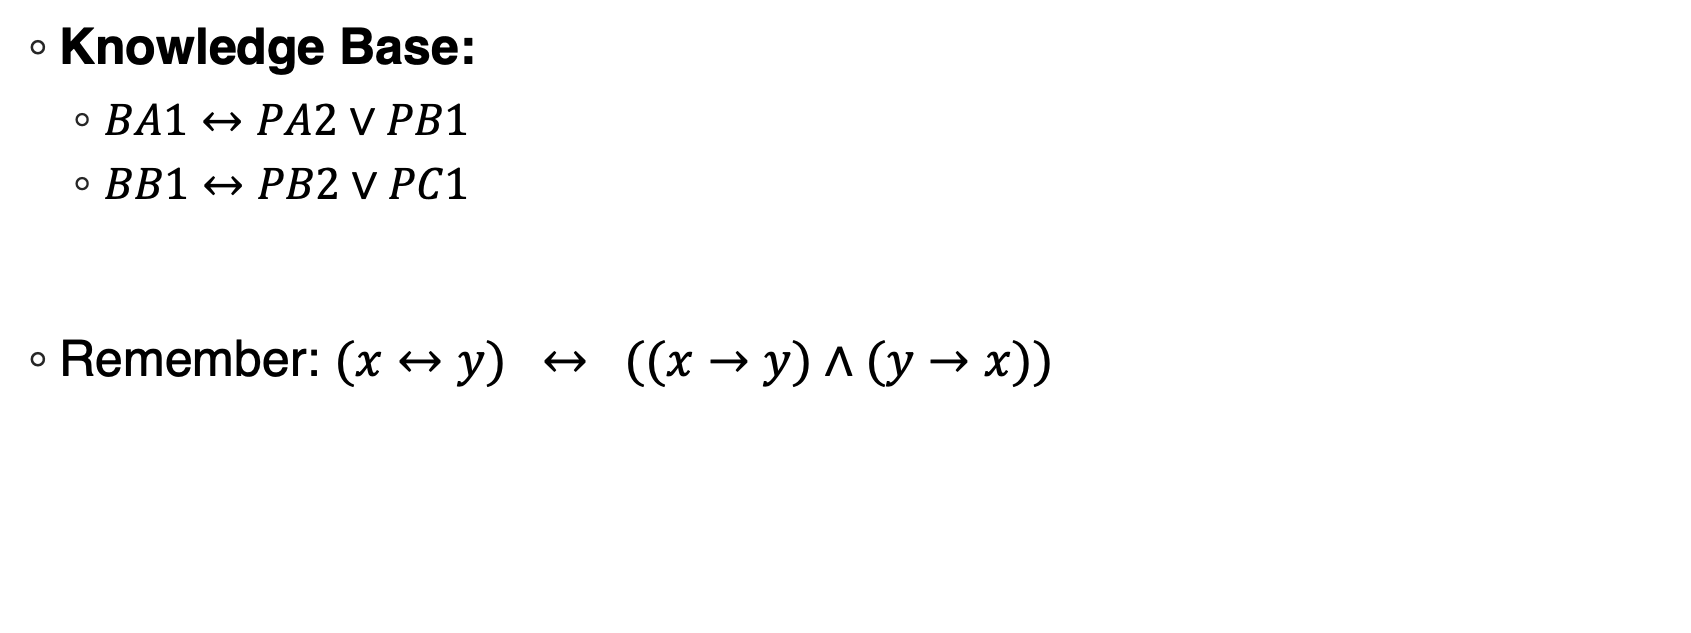 ◦ Knowledge Base:
◦ 𝐵𝐴1 ↔ 𝑃𝐴2 ∨ 𝑃𝐵1
◦ 𝐵𝐵1 ↔ 𝑃𝐵2 ∨ 𝑃𝐶1
◦ Remember: (𝑥 ↔ 𝑦) ↔ ((𝑥 → 𝑦) ∧ (𝑦 → 𝑥))